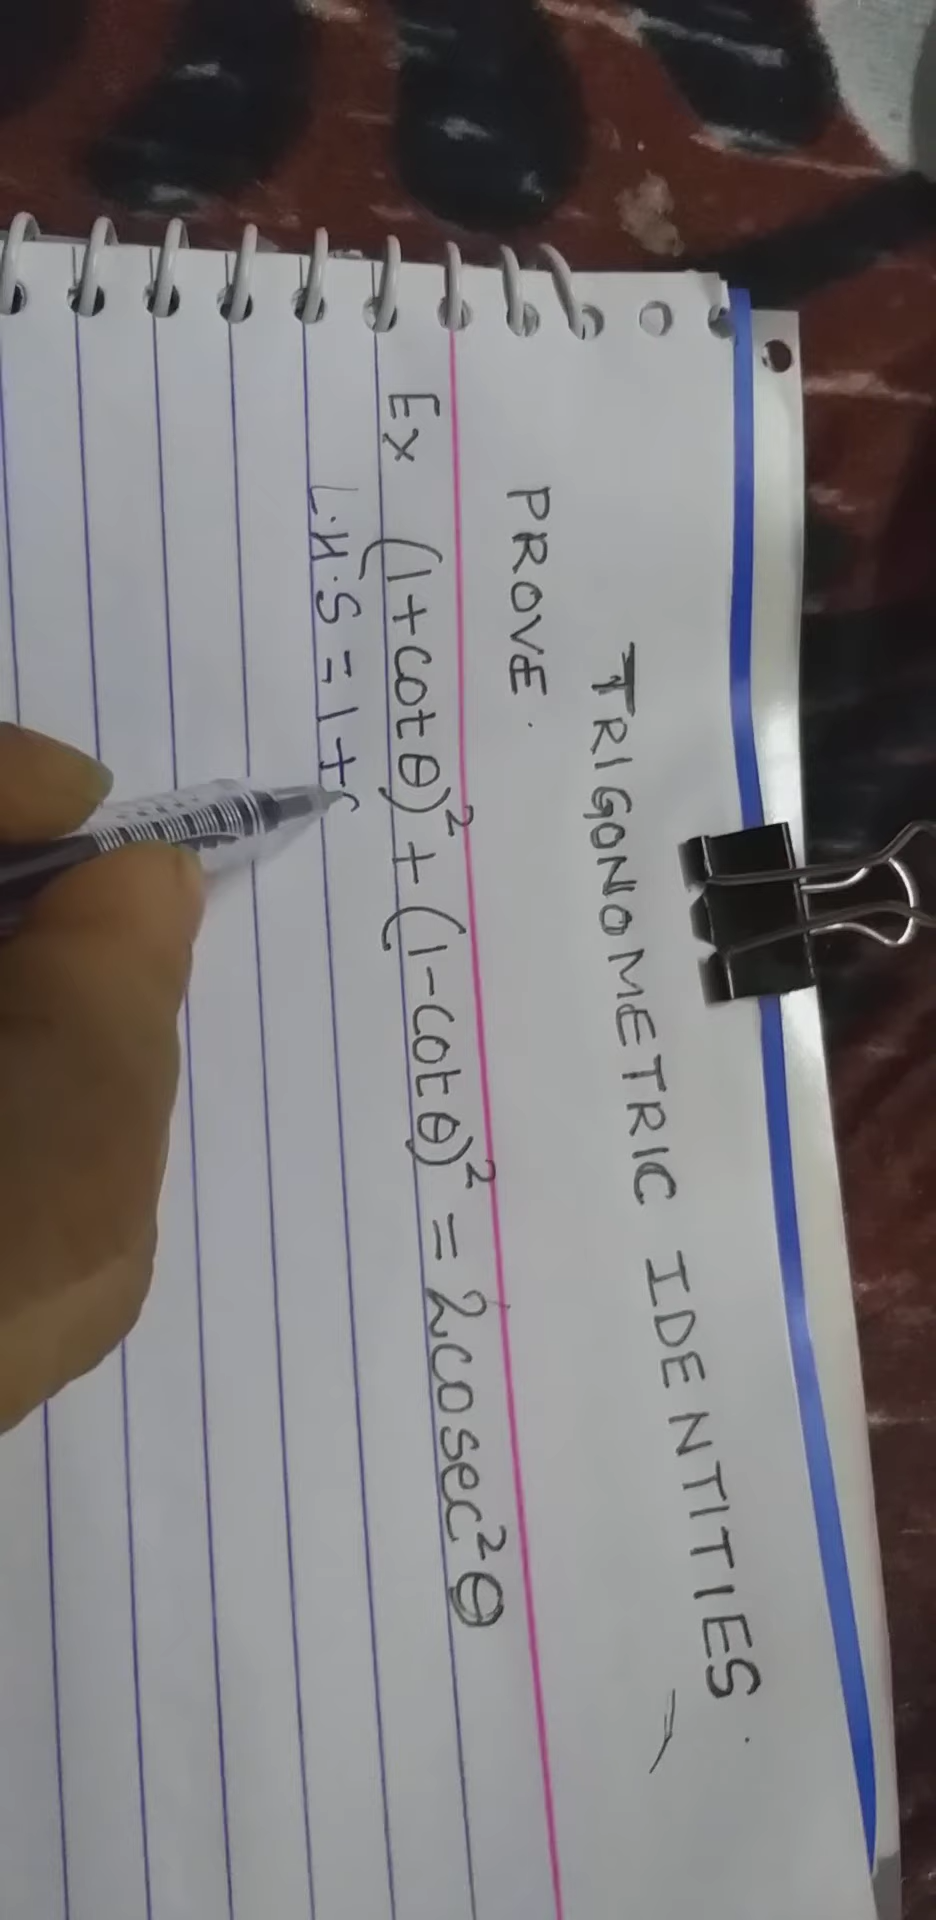 TRIGONOMETRIC IDENTITIES.
PROVE.
Ex (1+cotθ)² + (1-cotθ)² = 2cosec²θ
L.H.S = 1+